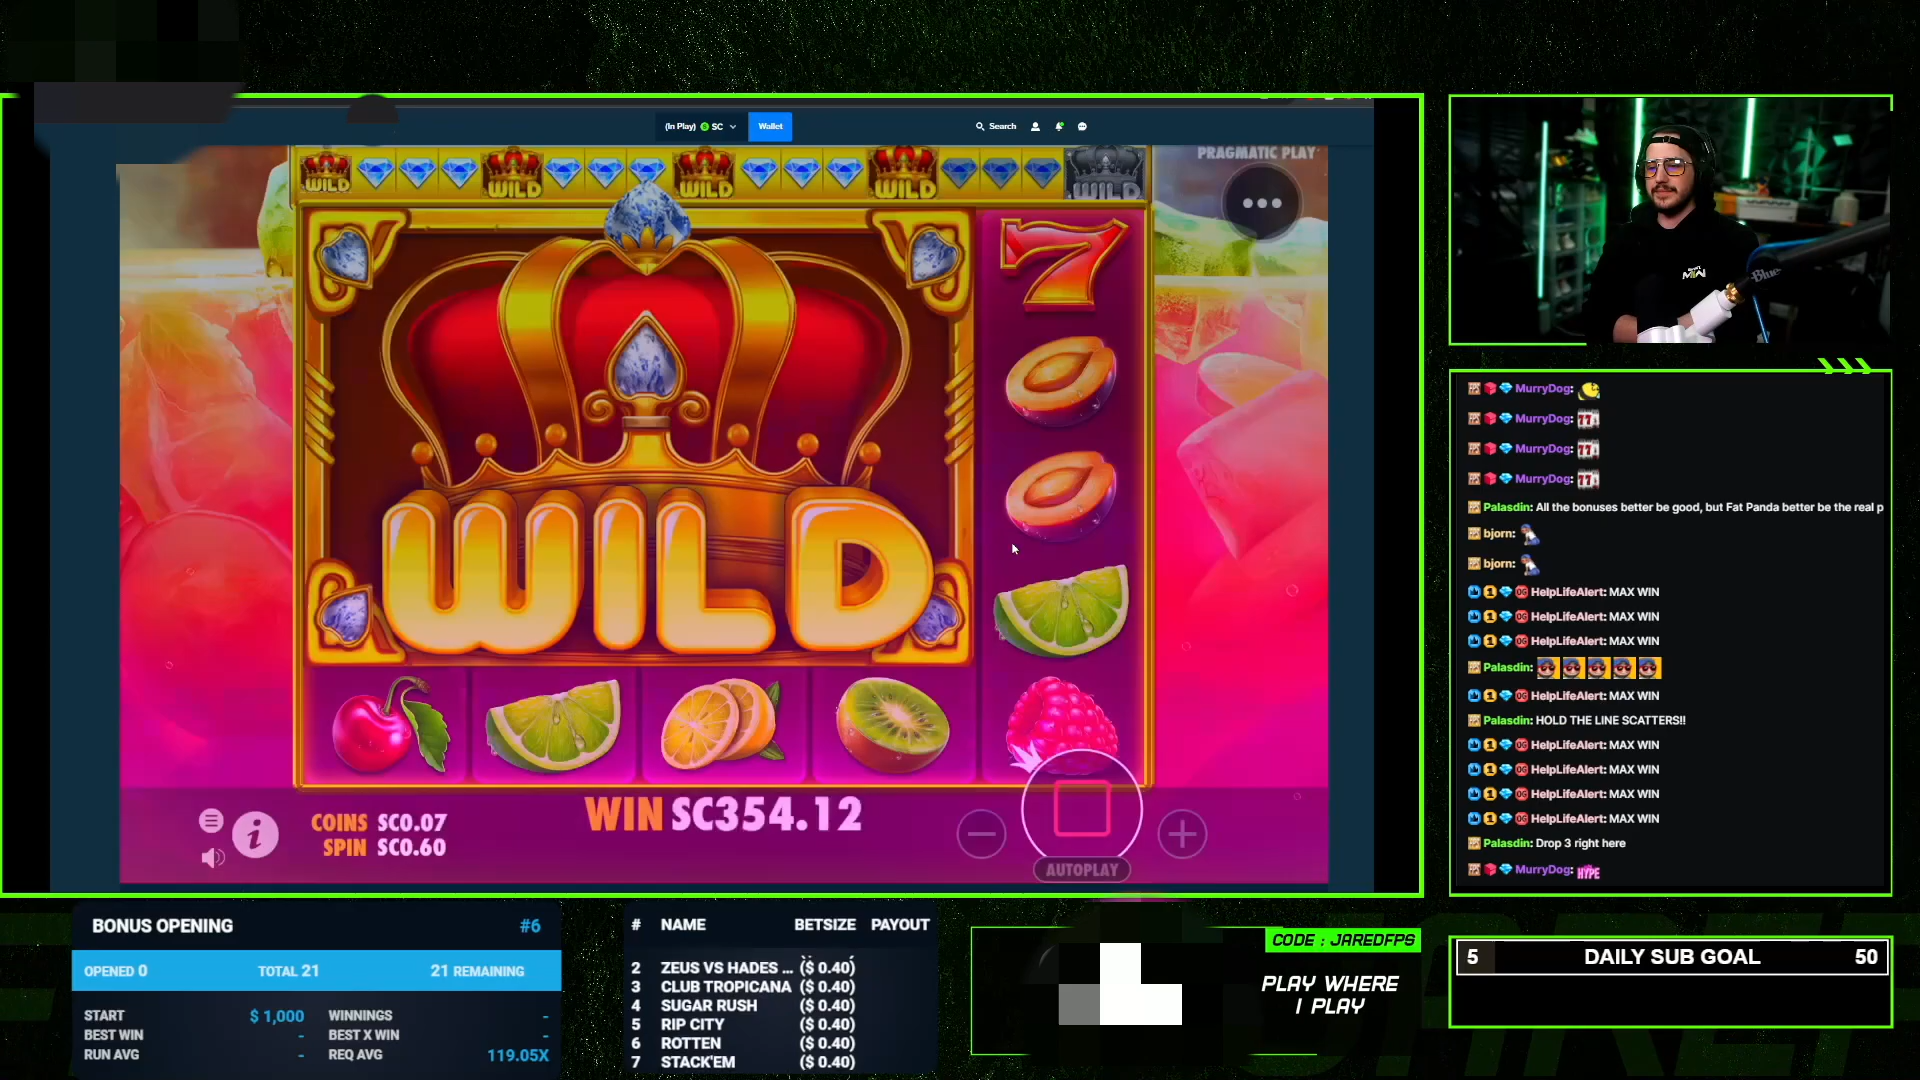 (In Play) SC
Wallet
Search
PRAGMATIC PLAY
WILD
WILD
WILD
WILD
WILD
WILD
COINS SC0.07
SPIN SC0.60
WIN SC354.12
AUTOPLAY
MW
Blue
MurryDog:
MurryDog:
MurryDog:
MurryDog:
Palasdin: All the bonuses better be good, but Fat Panda better be the real p
bjorn:
bjorn:
HelpLifeAlert: MAX WIN
HelpLifeAlert: MAX WIN
HelpLifeAlert: MAX WIN
Palasdin:
HelpLifeAlert: MAX WIN
Palasdin: HOLD THE LINE SCATTERS!!
HelpLifeAlert: MAX WIN
HelpLifeAlert: MAX WIN
HelpLifeAlert: MAX WIN
HelpLifeAlert: MAX WIN
Palasdin: Drop 3 right here
MurryDog: HYPE
BONUS OPENING #6
OPENED 0 TOTAL 21 21 REMAINING
START $ 1,000 WINNINGS -
BEST WIN - BEST X WIN -
RUN AVG - REQ AVG 119.05X
# NAME BETSIZE PAYOUT
2 ZEUS VS HADES ... ($ 0.40)
3 CLUB TROPICANA ($ 0.40)
4 SUGAR RUSH ($ 0.40)
5 RIP CITY ($ 0.40)
6 ROTTEN ($ 0.40)
7 STACK'EM ($ 0.40)
CODE : JAREDFPS
PLAY WHERE
I PLAY
5 DAILY SUB GOAL 50